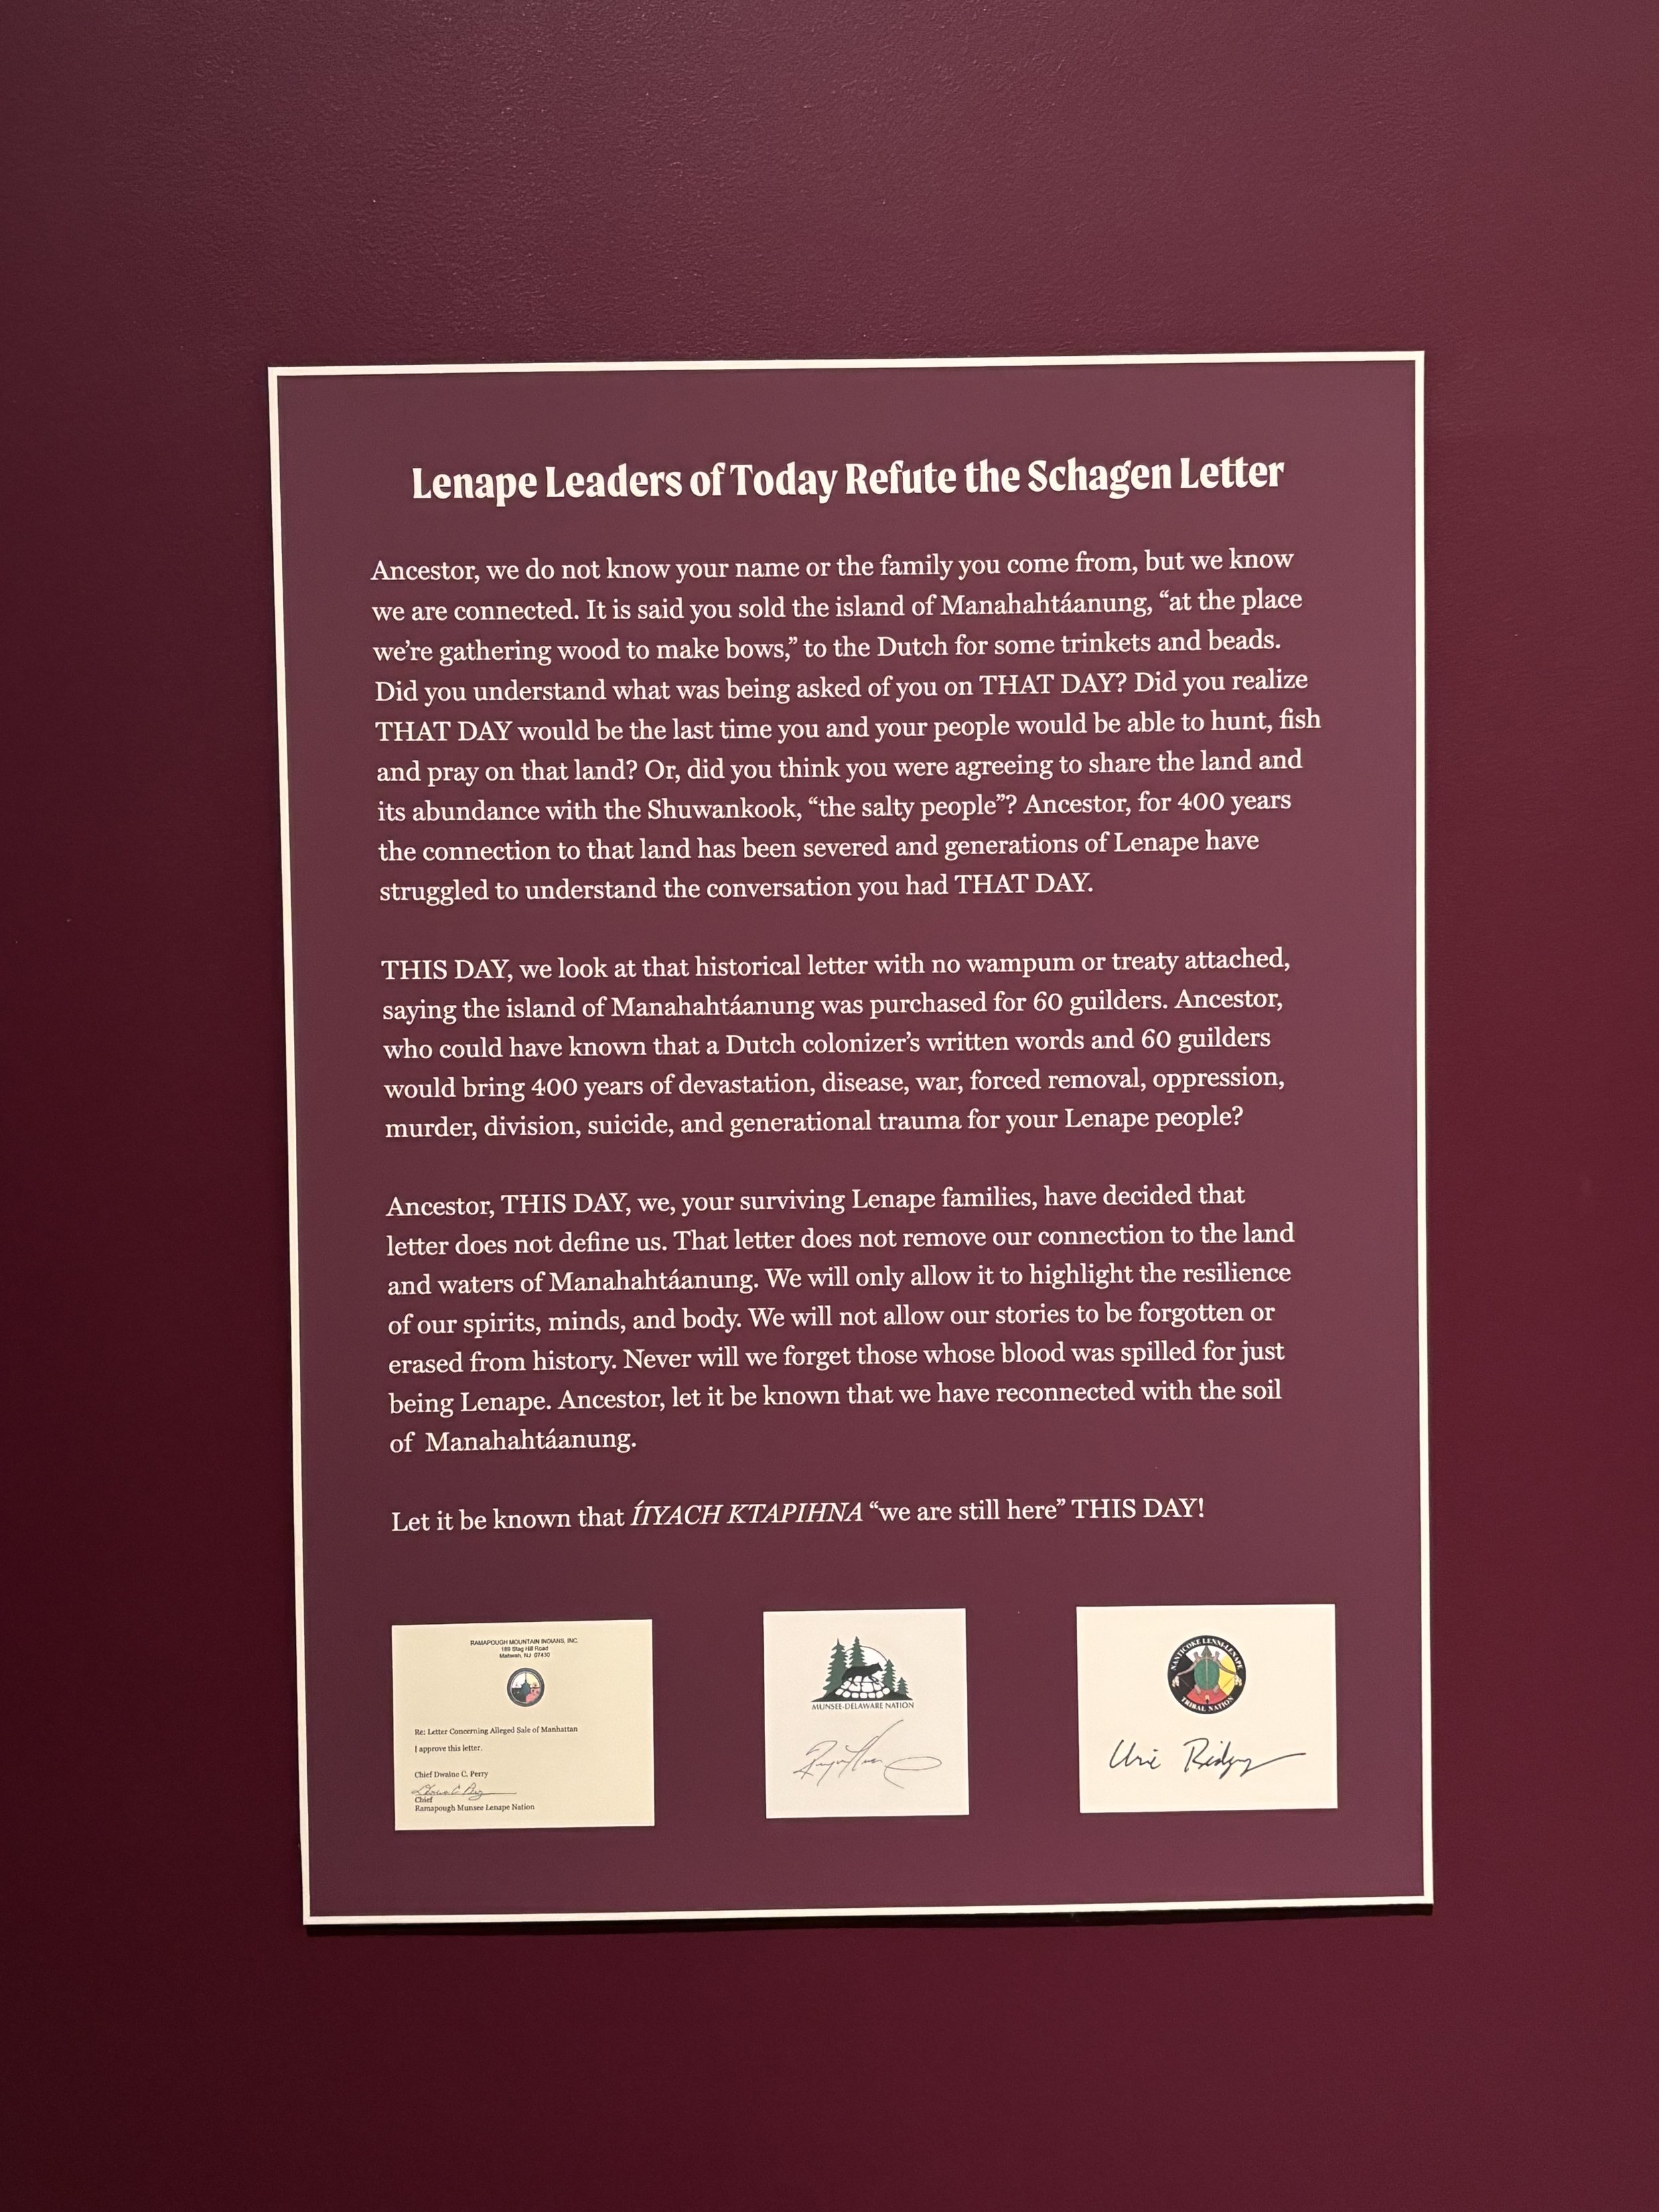 Lenape Leaders of Today Refute the Schagen Letter
Ancestor, we do not know your name or the family you come from, but we know
we are connected. It is said you sold the island of Manahahtáanung, “at the place
we’re gathering wood to make bows,” to the Dutch for some trinkets and beads.
Did you understand what was being asked of you on THAT DAY? Did you realize
THAT DAY would be the last time you and your people would be able to hunt, fish
and pray on that land? Or, did you think you were agreeing to share the land and
its abundance with the Shuwankook, “the salty people”? Ancestor, for 400 years
the connection to that land has been severed and generations of Lenape have
struggled to understand the conversation you had THAT DAY.
THIS DAY, we look at that historical letter with no wampum or treaty attached,
saying the island of Manahahtáanung was purchased for 60 guilders. Ancestor,
who could have known that a Dutch colonizer’s written words and 60 guilders
would bring 400 years of devastation, disease, war, forced removal, oppression,
murder, division, suicide, and generational trauma for your Lenape people?
Ancestor, THIS DAY, we, your surviving Lenape families, have decided that
letter does not define us. That letter does not remove our connection to the land
and waters of Manahahtáanung. We will only allow it to highlight the resilience
of our spirits, minds, and body. We will not allow our stories to be forgotten or
erased from history. Never will we forget those whose blood was spilled for just
being Lenape. Ancestor, let it be known that we have reconnected with the soil
of Manahahtáanung.
Let it be known that ÍIYACH KTAPIHNA “we are still here” THIS DAY!
RAMAPOUGH MOUNTAIN INDIANS, INC.
189 Stag Hill Road
Mahwah, NJ 07430
Re: Letter Concerning Alleged Sale of Manhattan
I approve this letter.
Chief Dwaine C. Perry
Chief
Ramapough Munsee Lenape Nation
MUNSEE-DELAWARE NATION
NANTICOKE LENNI-LENAPE
TRIBAL NATION